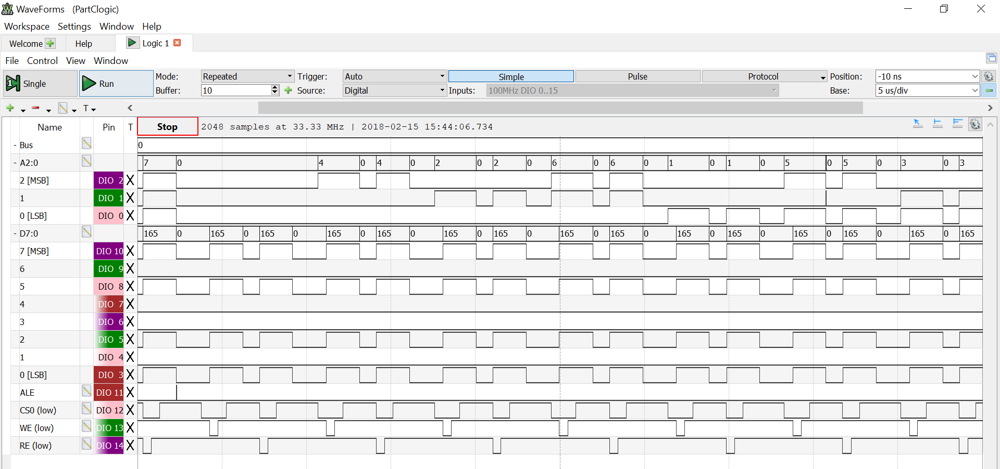 WaveForms (PartClogic)
Workspace Settings Window Help
Welcome Help Logic 1
File Control View Window
Single Run Mode: Repeated Trigger: Auto Simple Pulse Protocol Position: -10 ns
Buffer: 10 Source: Digital Inputs: 100MHz DIO 0..15 Base: 5 us/div
T
Name Pin T Stop 2048 samples at 33.33 MHz | 2018-02-15 15:44:06.734
- Bus 0
- A2:0 7 0 4 0 4 0 2 0 2 0 6 0 6 0 1 0 1 0 5 0 5 0 3 0 3
2 [MSB] DIO 2 X
1 DIO 1 X
0 [LSB] DIO 0 X
- D7:0 165 0 165 0 165 0 165 0 165 0 165 0 165 0 165 0 165 0 165 0 165 0 165 0 165 0 165 0 165
7 [MSB] DIO 10 X
6 DIO 9 X
5 DIO 8 X
4 DIO 7 X
3 DIO 6 X
2 DIO 5 X
1 DIO 4 X
0 [LSB] DIO 3 X
ALE DIO 11 X
CS0 (low) DIO 12 X
WE (low) DIO 13 X
RE (low) DIO 14 X